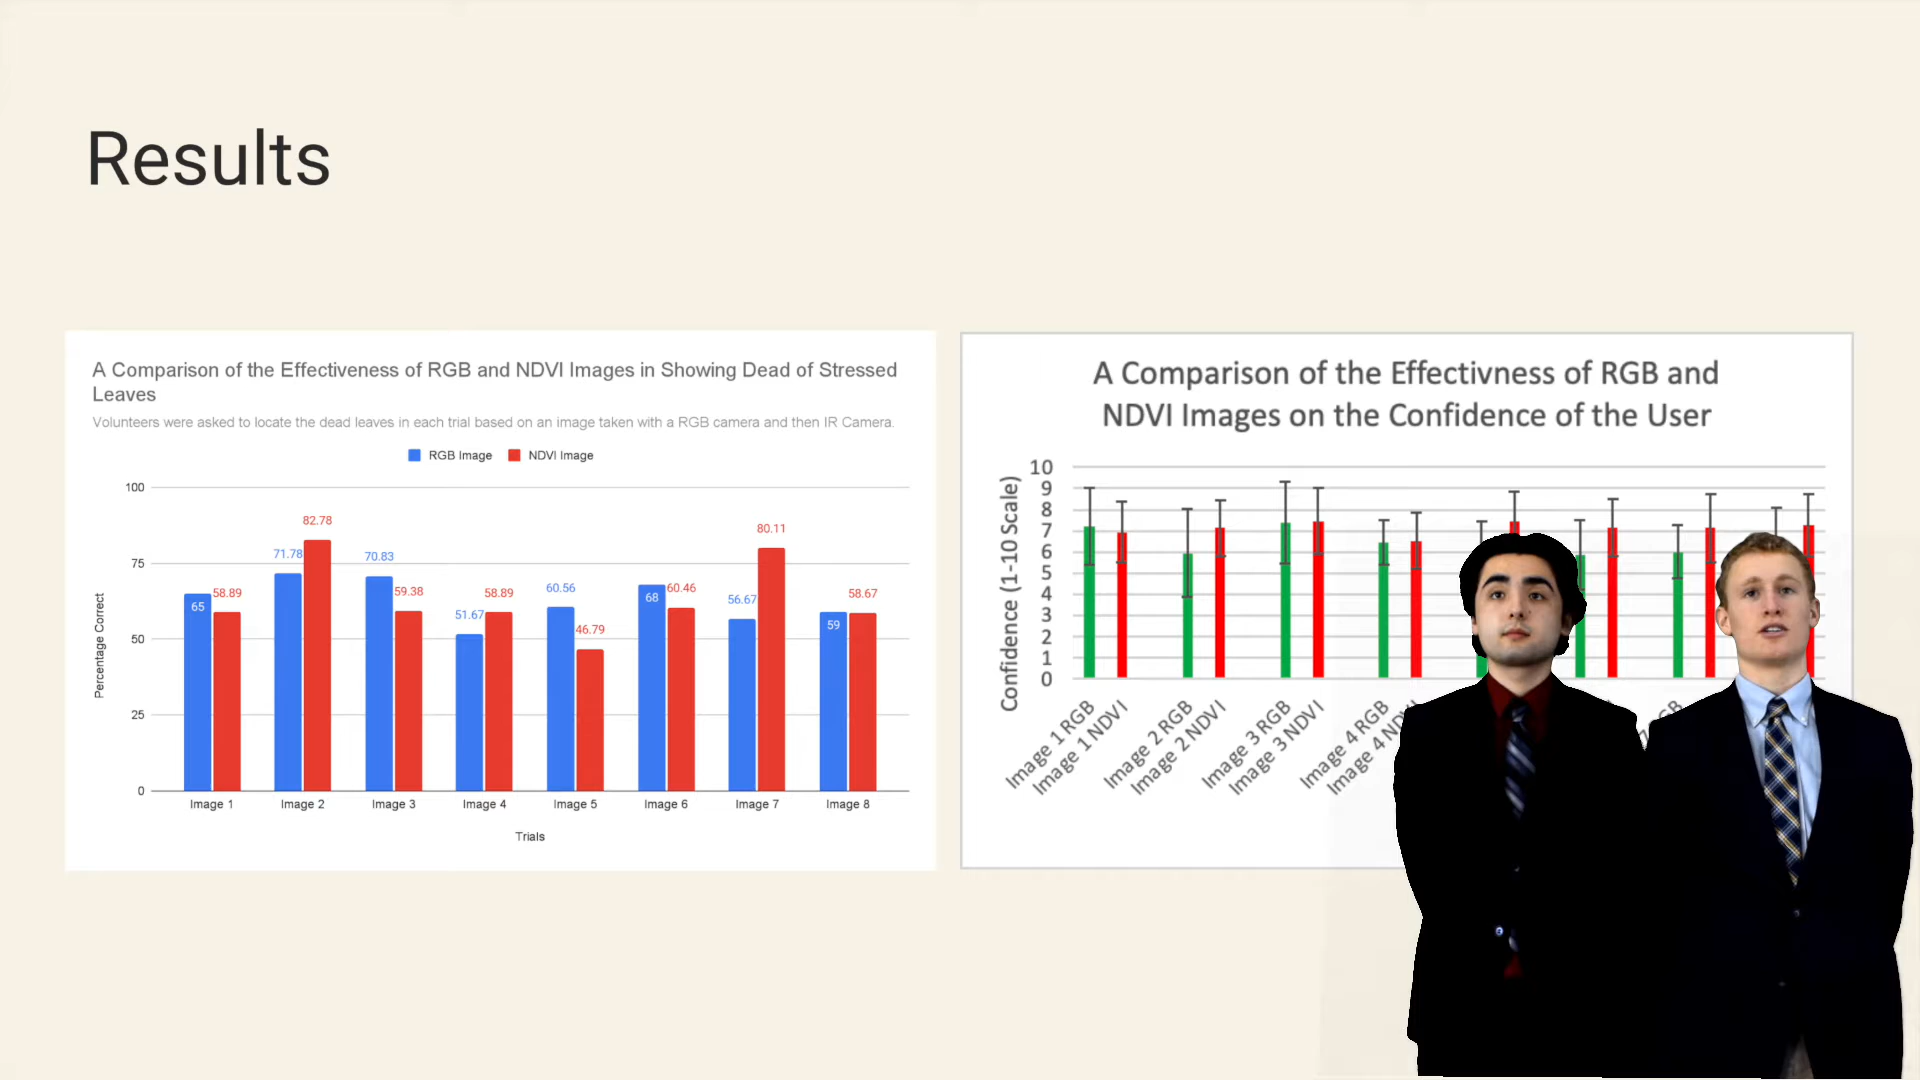 Results
A Comparison of the Effectiveness of RGB and NDVI Images in Showing Dead of Stressed
Leaves
Volunteers were asked to locate the dead leaves in each trial based on an image taken with a RGB camera and then IR Camera.
RGB Image NDVI Image
100
75
50
25
0
Percentage Correct
65 58.89
71.78 82.78
70.83 59.38
51.67 58.89
60.56 46.79
68 60.46
56.67 80.11
59 58.67
Image 1 Image 2 Image 3 Image 4 Image 5 Image 6 Image 7 Image 8
Trials
A Comparison of the Effectivness of RGB and
NDVI Images on the Confidence of the User
Confidence (1-10 Scale)
10
9
8
7
6
5
4
3
2
1
0
Image 1 RGB
Image 1 NDVI
Image 2 RGB
Image 2 NDVI
Image 3 RGB
Image 3 NDVI
Image 4 RGB
Image 4